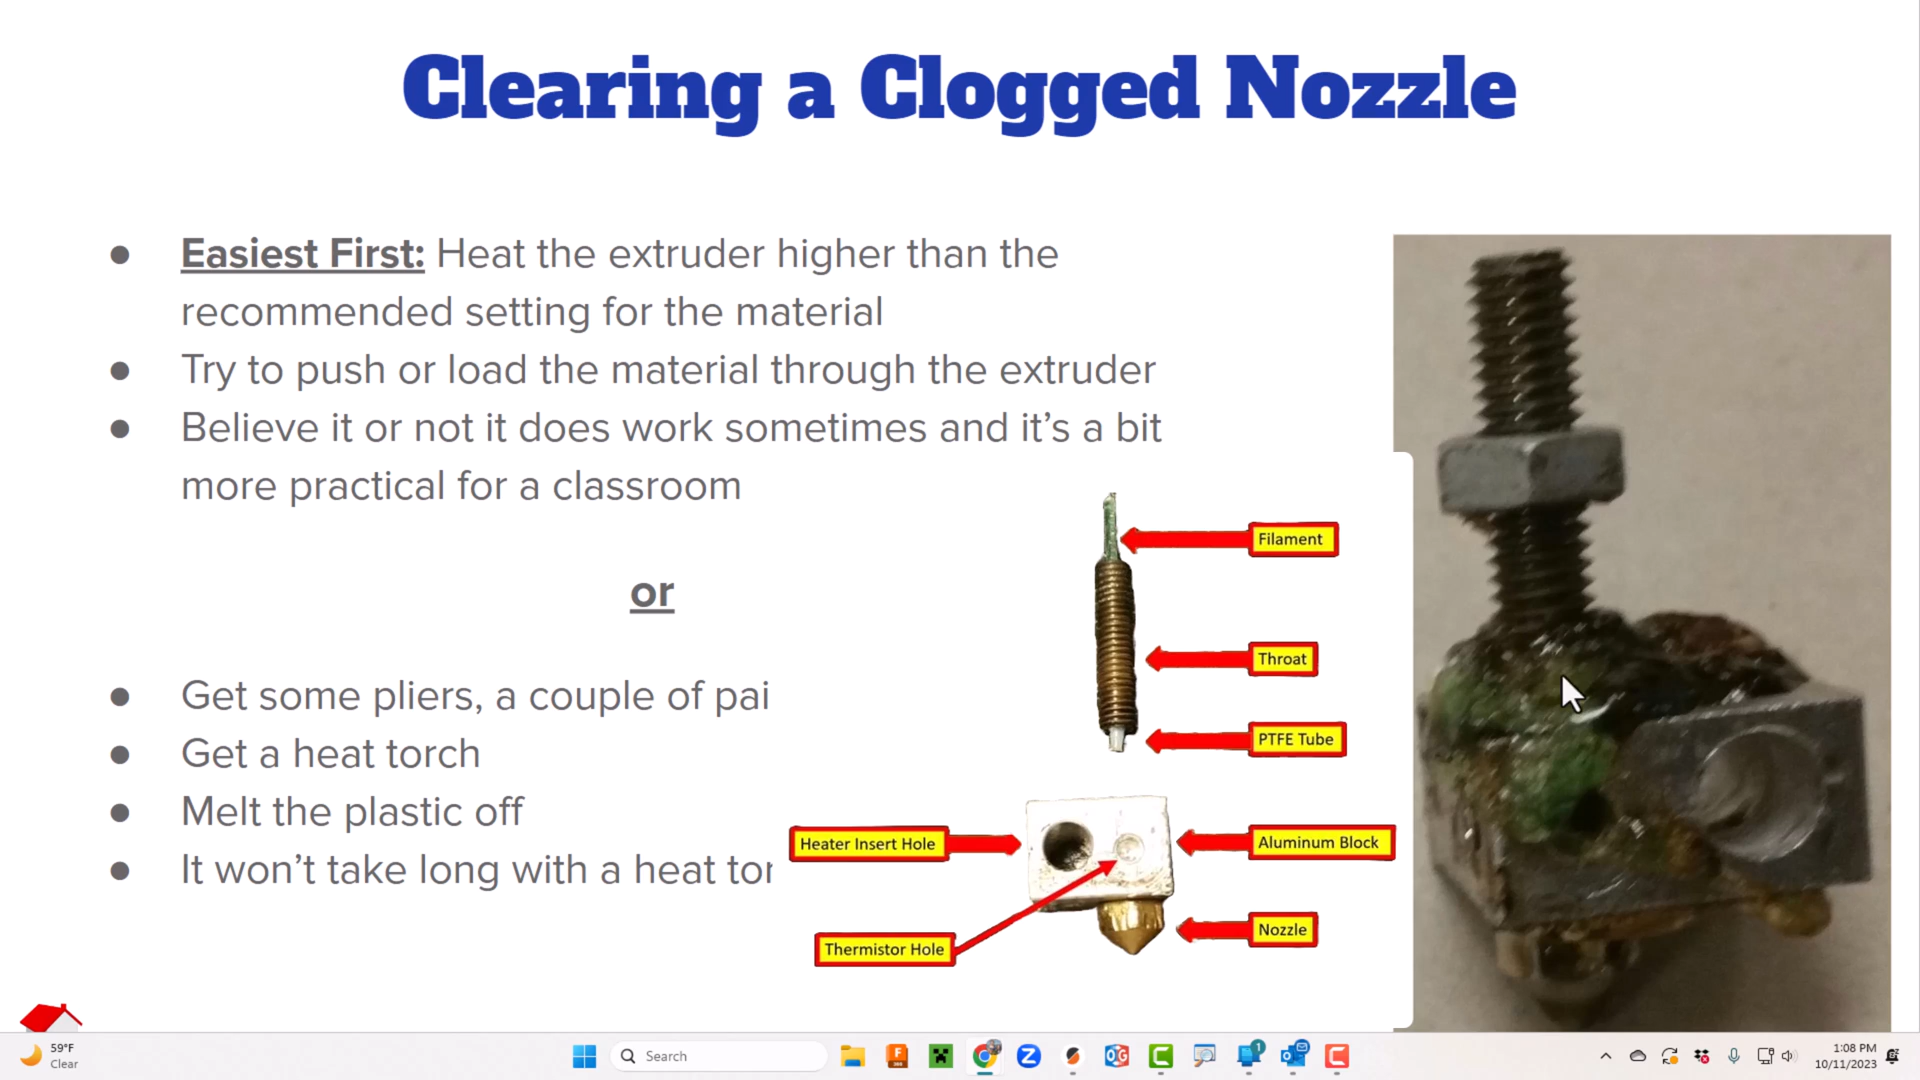 Clearing a Clogged Nozzle
● Easiest First: Heat the extruder higher than the
recommended setting for the material
● Try to push or load the material through the extruder
● Believe it or not it does work sometimes and it’s a bit
more practical for a classroom
or
● Get some pliers, a couple of pai
● Get a heat torch
● Melt the plastic off
● It won’t take long with a heat tor
Filament
Throat
PTFE Tube
Heater Insert Hole
Aluminum Block
Nozzle
Thermistor Hole
59°F
Clear
Search
1:08 PM
10/11/2023